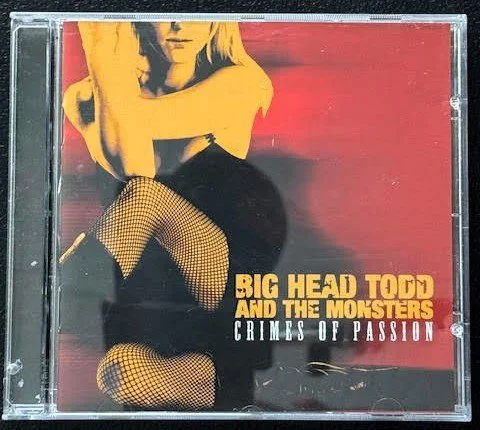 BIG HEAD TODD
AND THE MONSTERS
CRIMES OF PASSION